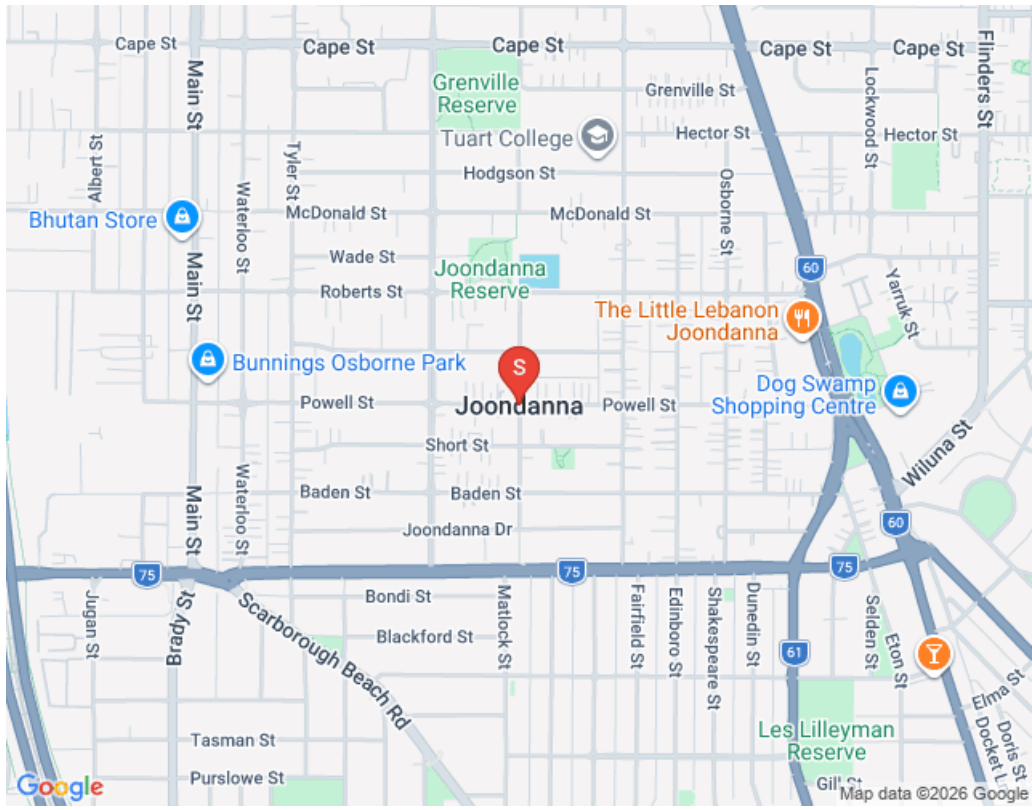 Cape St
Cape St
Cape St
Cape St
Cape St
Flinders St
Main St
Grenville
Reserve
Grenville St
Lockwood St
Tuart College
Hector St
Hector St
Albert St
Tyler St
Hodgson St
Waterloo St
Osborne St
Bhutan Store
McDonald St
McDonald St
Main St
Wade St
Joondanna
Reserve
60
Yarruk St
Roberts St
The Little Lebanon
Joondanna
Bunnings Osborne Park
S
Dog Swamp
Shopping Centre
Powell St
Joondanna
Powell St
Short St
Wiluna St
Waterloo St
Main St
Baden St
Baden St
60
Joondanna Dr
75
75
75
Jugan St
Brady St
Scarborough Beach Rd
Bondi St
Matlock St
Fairfield St
Edinboro St
Shakespeare St
Dunedin St
Selden St
Eton St
Blackford St
61
Elma St
Doris St
Docket L
Les Lilleyman
Reserve
Tasman St
Purslowe St
Gill St
Google
Map data ©2026 Google